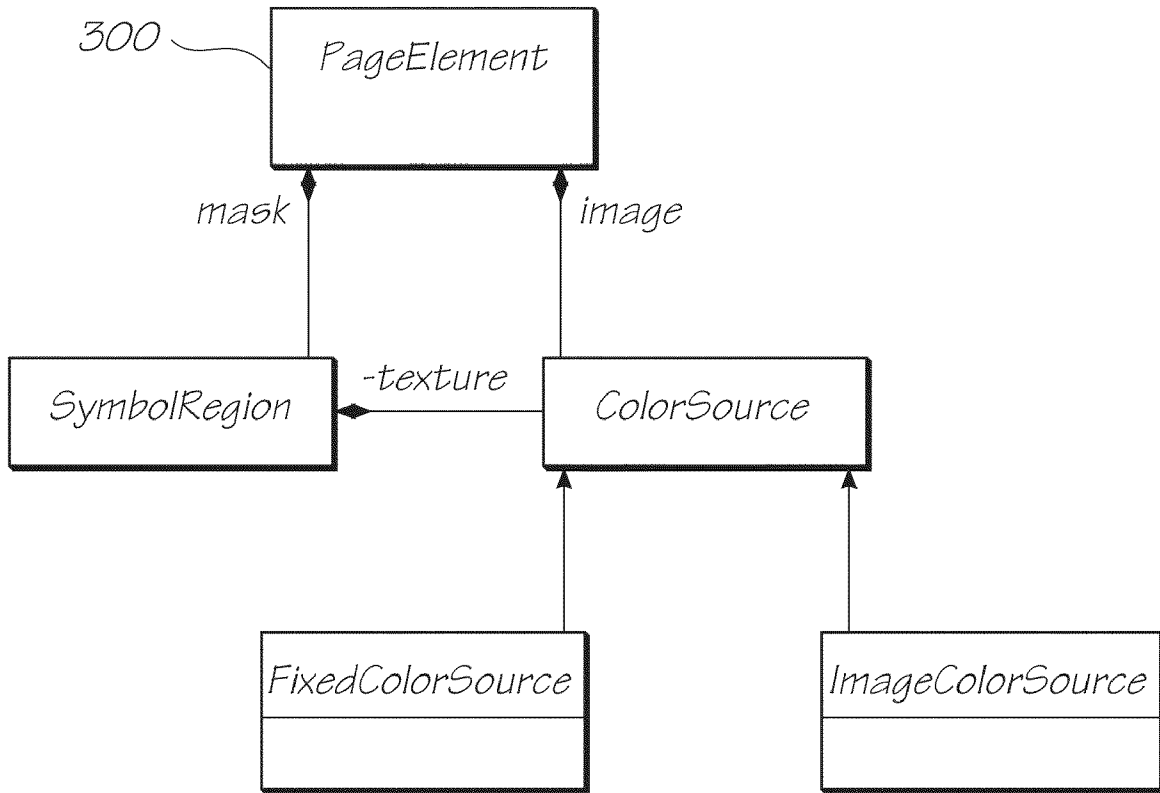 300
PageElement
mask
image
SymbolRegion
-texture
ColorSource
FixedColorSource
ImageColorSource